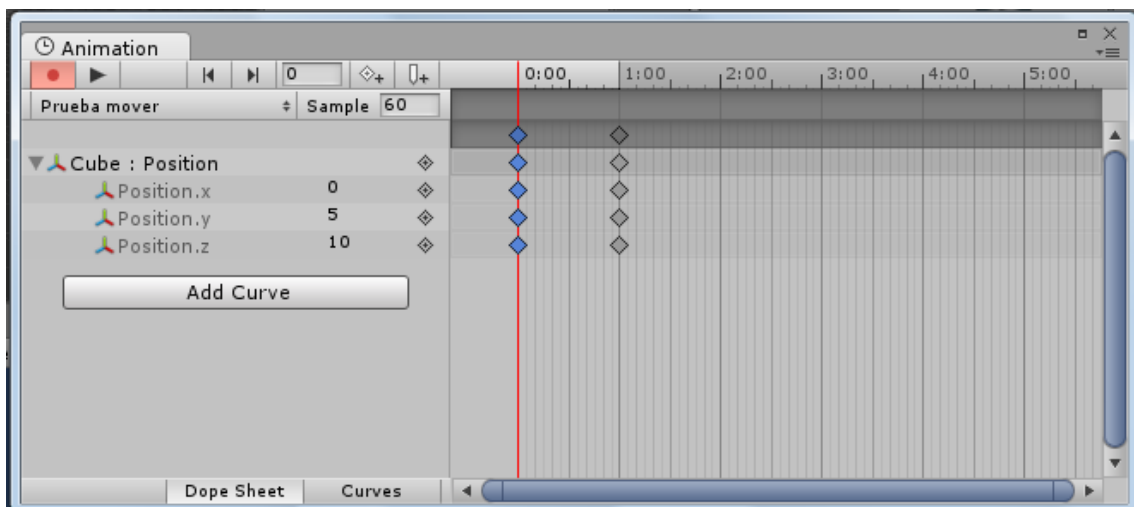 Animation
0 0:00 1:00 2:00 3:00 4:00 5:00
Prueba mover Sample 60
Cube : Position
Position.x 0
Position.y 5
Position.z 10
Add Curve
Dope Sheet Curves